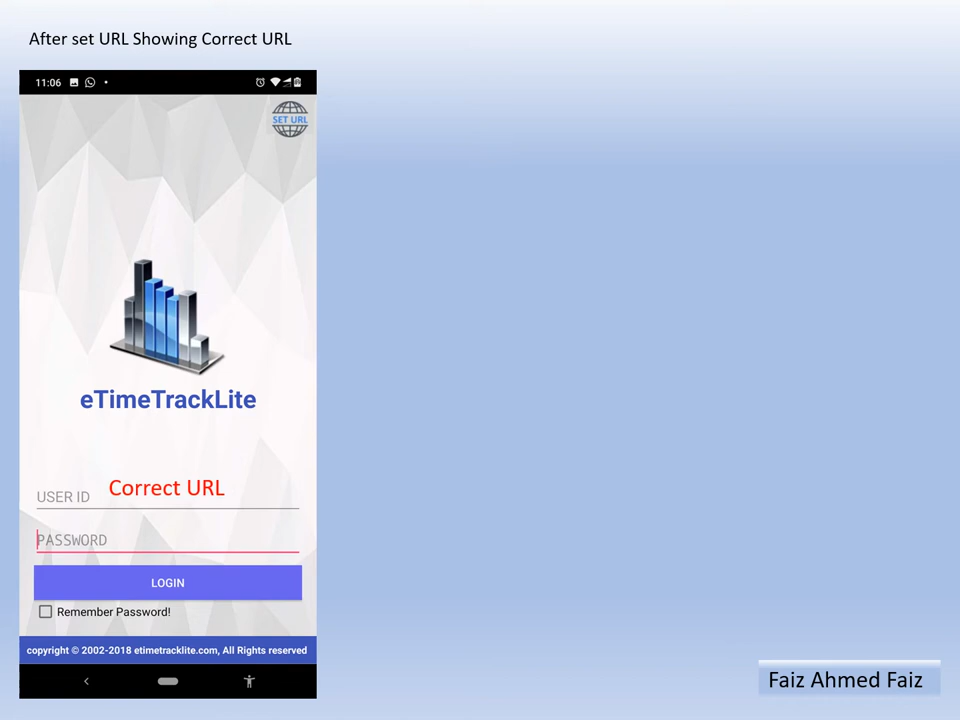 After set URL Showing Correct URL
11:06
SET URL
eTimeTrackLite
USER ID Correct URL
PASSWORD
LOGIN
Remember Password!
copyright © 2002-2018 etimetracklite.com, All Rights reserved
Faiz Ahmed Faiz